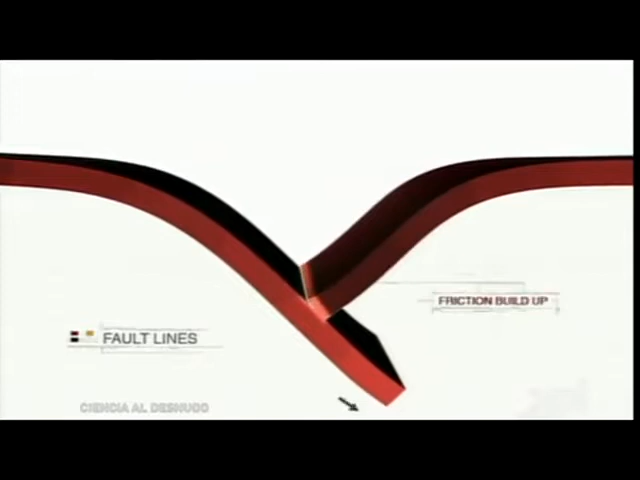 FRICTION BUILD UP
FAULT LINES
CIENCIA AL DESNUDO